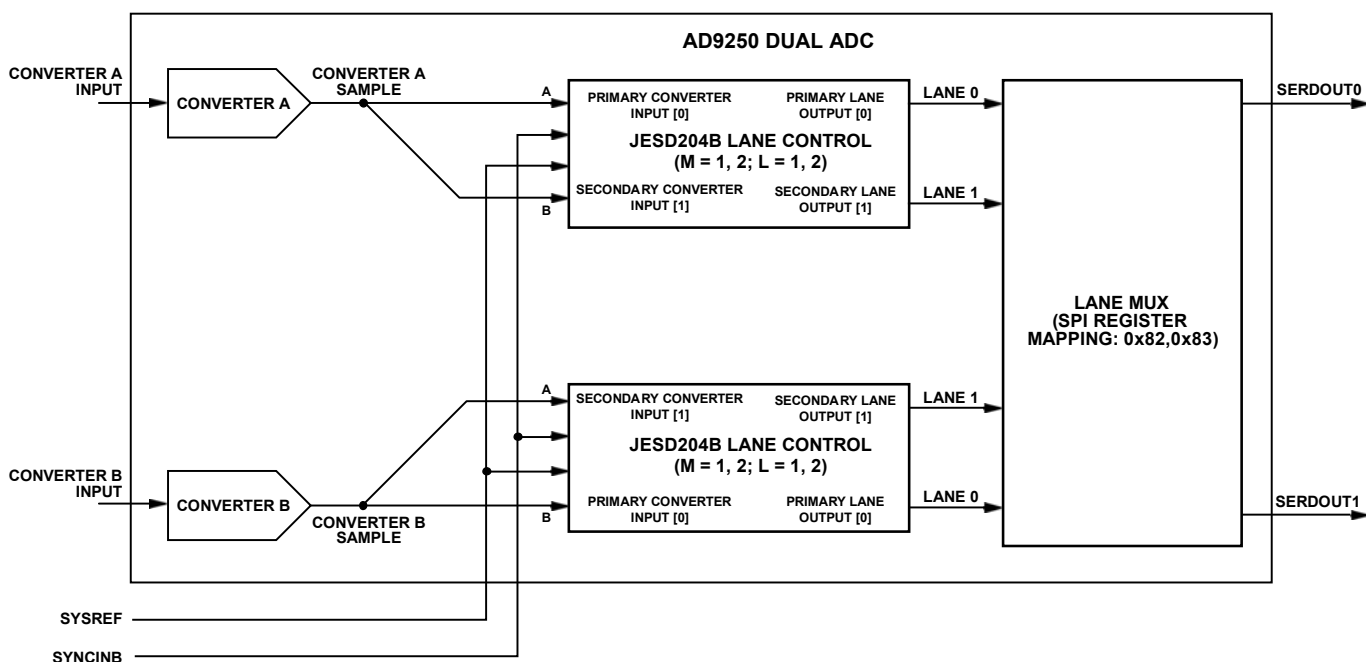 AD9250 DUAL ADC
CONVERTER A
INPUT
CONVERTER A
CONVERTER A
SAMPLE
A
PRIMARY CONVERTER
INPUT [0]
PRIMARY LANE
OUTPUT [0]
JESD204B LANE CONTROL
(M = 1, 2; L = 1, 2)
SECONDARY CONVERTER
INPUT [1]
SECONDARY LANE
OUTPUT [1]
B
LANE 0
LANE 1
SERDOUT0
LANE MUX
(SPI REGISTER
MAPPING: 0x82,0x83)
CONVERTER B
INPUT
CONVERTER B
CONVERTER B
SAMPLE
A
SECONDARY CONVERTER
INPUT [1]
SECONDARY LANE
OUTPUT [1]
JESD204B LANE CONTROL
(M = 1, 2; L = 1, 2)
PRIMARY CONVERTER
INPUT [0]
PRIMARY LANE
OUTPUT [0]
B
LANE 1
LANE 0
SERDOUT1
SYSREF
SYNCINB